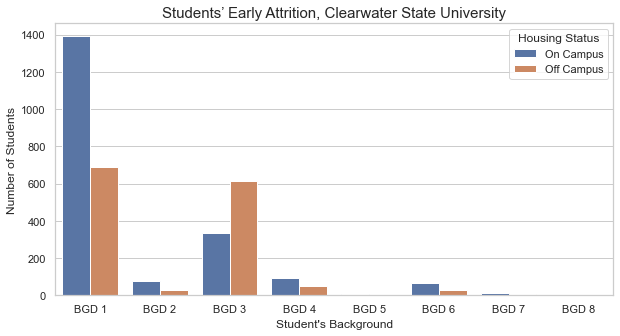 Students’ Early Attrition, Clearwater State University
Housing Status
On Campus
Off Campus
Number of Students
1400
1200
1000
800
600
400
200
0
BGD 1 BGD 2 BGD 3 BGD 4 BGD 5 BGD 6 BGD 7 BGD 8
Student's Background